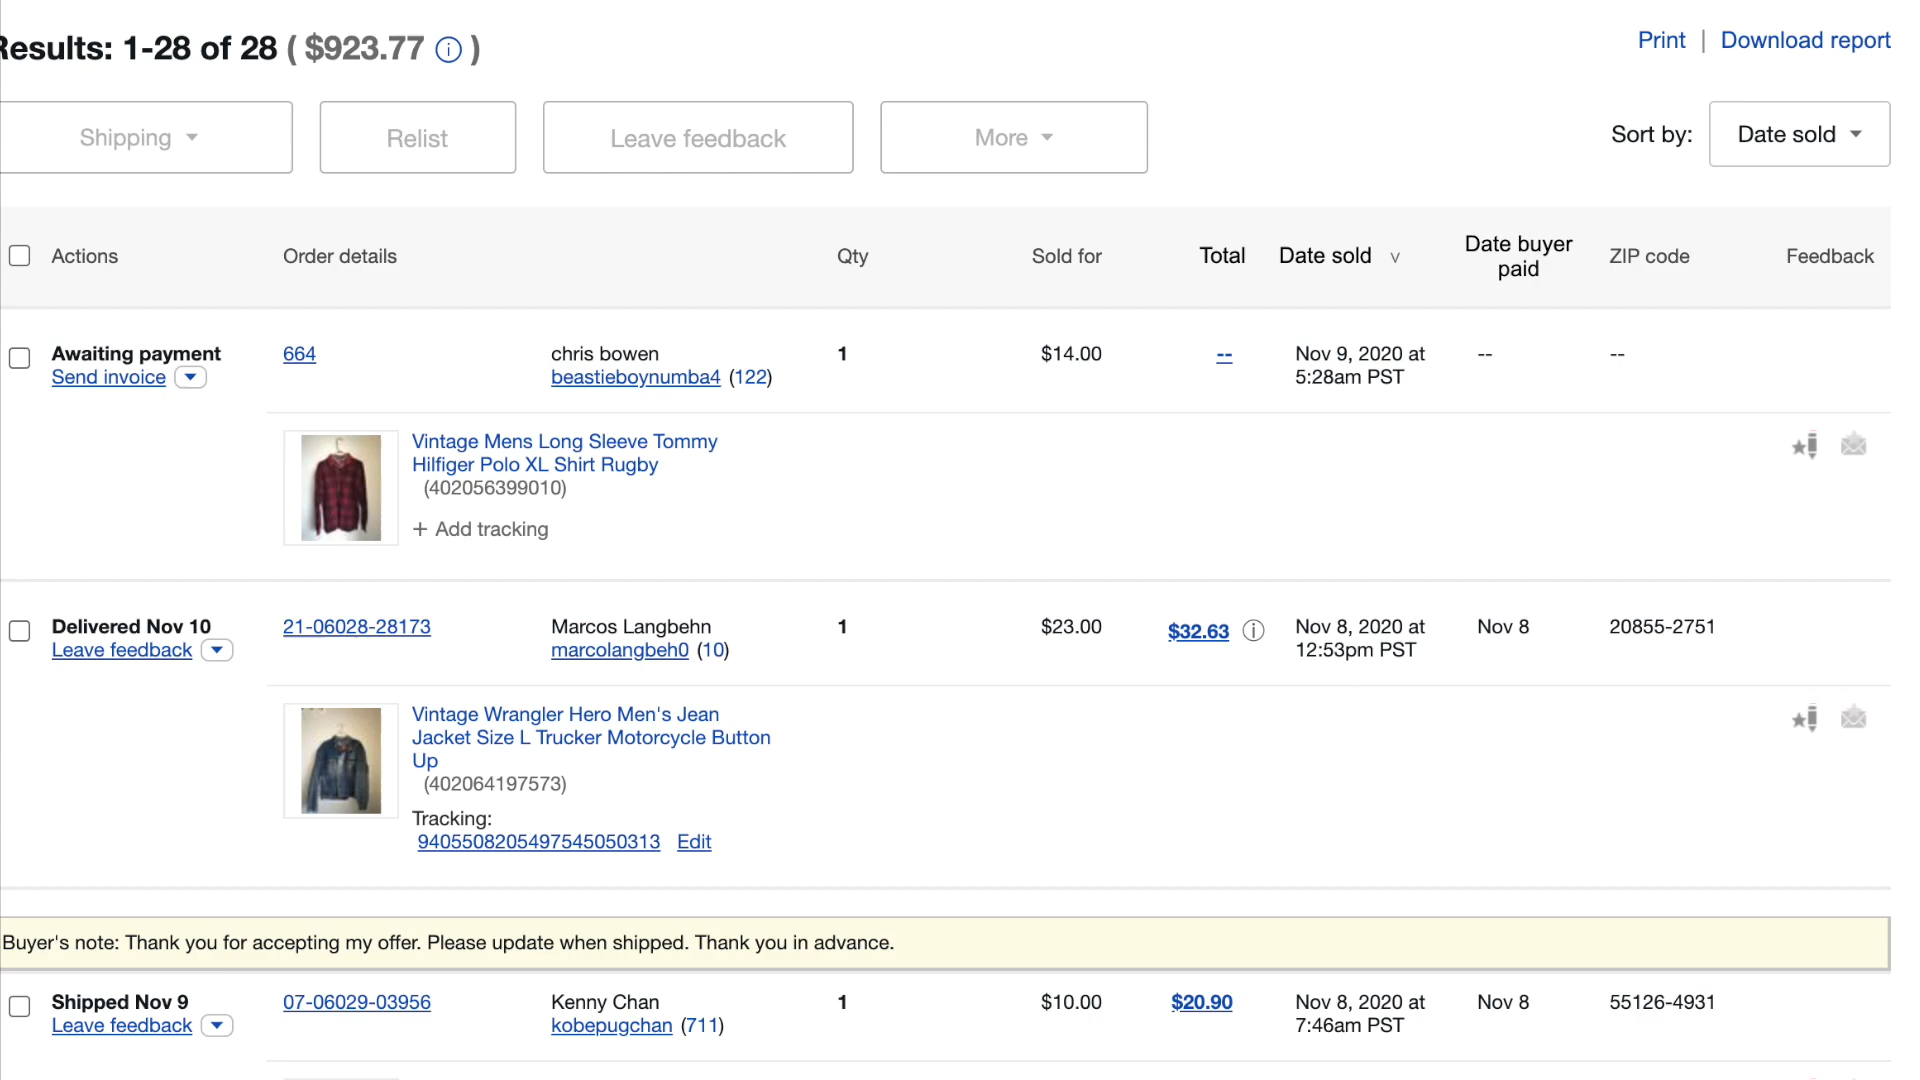 Results: 1-28 of 28 ( $923.77 )
Print | Download report
Shipping
Relist
Leave feedback
More
Sort by: Date sold
Actions
Order details
Qty
Sold for
Total
Date sold
Date buyer
paid
ZIP code
Feedback
Awaiting payment
Send invoice
664
chris bowen
beastieboynumba4 (122)
1
$14.00
--
Nov 9, 2020 at
5:28am PST
--
--
Vintage Mens Long Sleeve Tommy
Hilfiger Polo XL Shirt Rugby
(402056399010)
+ Add tracking
Delivered Nov 10
Leave feedback
21-06028-28173
Marcos Langbehn
marcolangbeh0 (10)
1
$23.00
$32.63
Nov 8, 2020 at
12:53pm PST
Nov 8
20855-2751
Vintage Wrangler Hero Men's Jean
Jacket Size L Trucker Motorcycle Button
Up
(402064197573)
Tracking:
9405508205497545050313 Edit
Buyer's note: Thank you for accepting my offer. Please update when shipped. Thank you in advance.
Shipped Nov 9
Leave feedback
07-06029-03956
Kenny Chan
kobepugchan (711)
1
$10.00
$20.90
Nov 8, 2020 at
7:46am PST
Nov 8
55126-4931